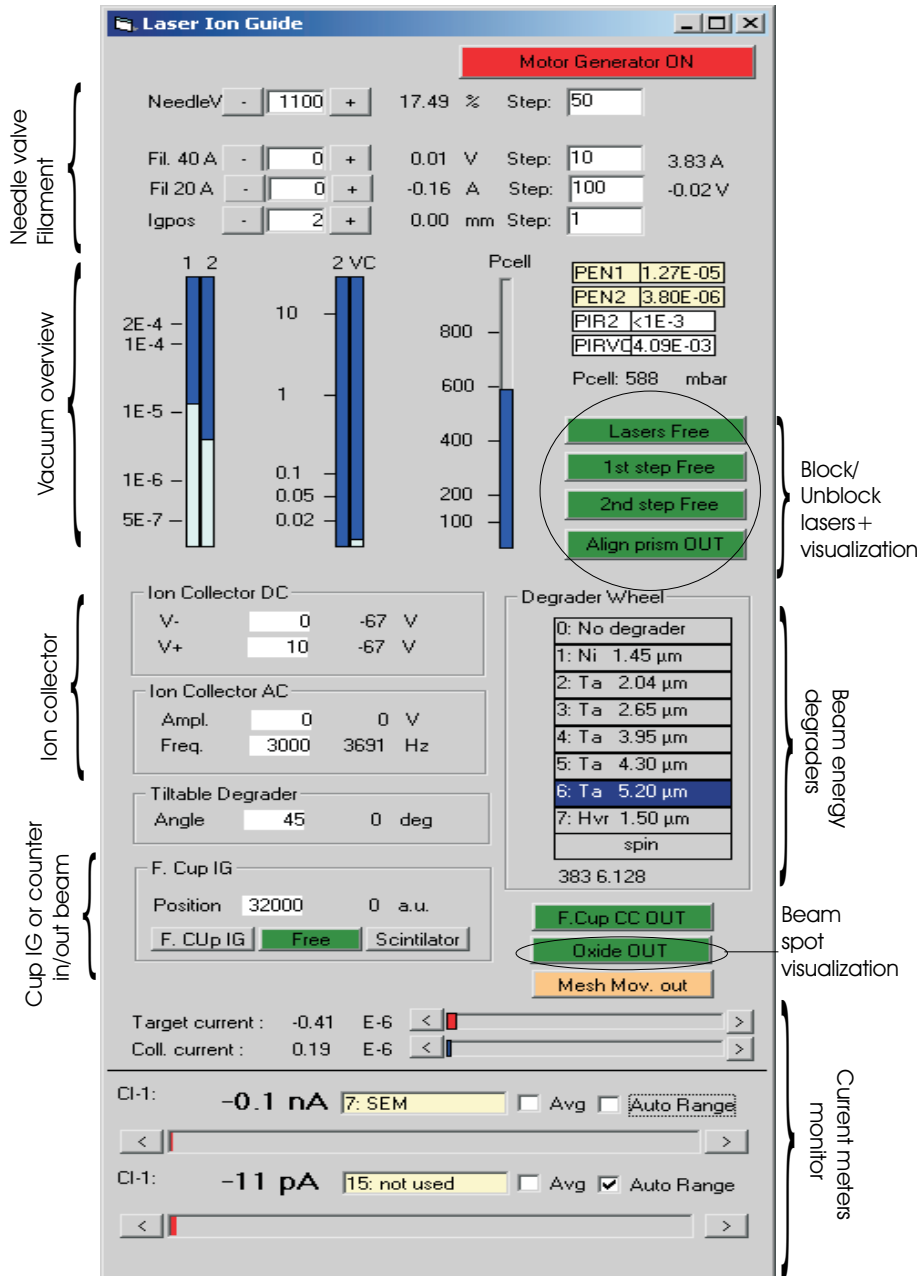 Laser Ion Guide
Motor Generator ON
Needle valve
Filament
NeedleV - 1100 + 17.49 % Step: 50
Fil. 40 A - 0 + 0.01 V Step: 10 3.83 A
Fil 20 A - 0 + -0.16 A Step: 100 -0.02 V
Igpos - 2 + 0.00 mm Step: 1
Vacuum overview
1 2
2E-4
1E-4
1E-5
1E-6
5E-7
2 VC
10
1
0.1
0.05
0.02
Pcell
800
600
400
200
100
PEN1 1.27E-05
PEN2 3.80E-06
PIR2 <1E-3
PIRVC 4.09E-03
Pcell: 588 mbar
Lasers Free
1st step Free
2nd step Free
Align prism OUT
Block/
Unblock
lasers+
visualization
Ion collector
Ion Collector DC
V- 0 -67 V
V+ 10 -67 V
Ion Collector AC
Ampl. 0 0 V
Freq. 3000 3691 Hz
Tiltable Degrader
Angle 45 0 deg
Degrader Wheel
0: No degrader
1: Ni 1.45 µm
2: Ta 2.04 µm
3: Ta 2.65 µm
4: Ta 3.95 µm
5: Ta 4.30 µm
6: Ta 5.20 µm
7: Hvr 1.50 µm
spin
383 6.128
Beam energy
degraders
Cup IG or counter
in/out beam
F. Cup IG
Position 32000 0 a.u.
F. CUp IG Free Scintilator
F.Cup CC OUT
Oxide OUT
Mesh Mov. out
Beam
spot
visualization
Target current : -0.41 E-6 < >
Coll. current : 0.19 E-6 < >
CI-1: -0.1 nA 7: SEM Avg Auto Range
< >
CI-1: -11 pA 15: not used Avg Auto Range
< >
Current meters
monitor